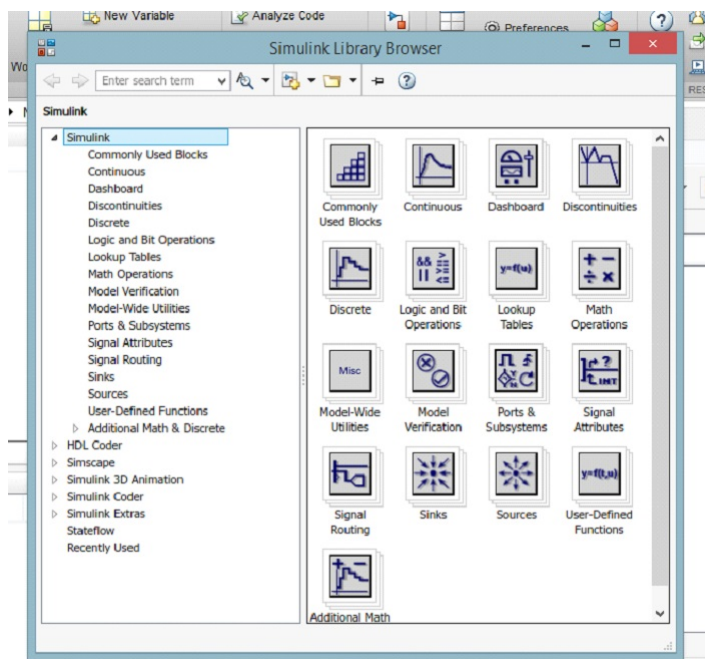 New Variable
Analyze Code
Preferences
?
Wo
Simulink Library Browser
RES
Enter search term
?
Simulink
Simulink
Commonly Used Blocks
Continuous
Dashboard
Discontinuities
Discrete
Logic and Bit Operations
Lookup Tables
Math Operations
Model Verification
Model-Wide Utilities
Ports & Subsystems
Signal Attributes
Signal Routing
Sinks
Sources
User-Defined Functions
Additional Math & Discrete
HDL Coder
Simscape
Simulink 3D Animation
Simulink Coder
Simulink Extras
Stateflow
Recently Used
Commonly
Used Blocks
Continuous
Dashboard
Discontinuities
&& 
||
> >= <=
y=f(u)
+ −
÷ ×
Discrete
Logic and Bit
Operations
Lookup
Tables
Math
Operations
Misc
?
INT
Model-Wide
Utilities
Model
Verification
Ports &
Subsystems
Signal
Attributes
y=f(t,u)
Signal
Routing
Sinks
Sources
User-Defined
Functions
+ −
Additional Math